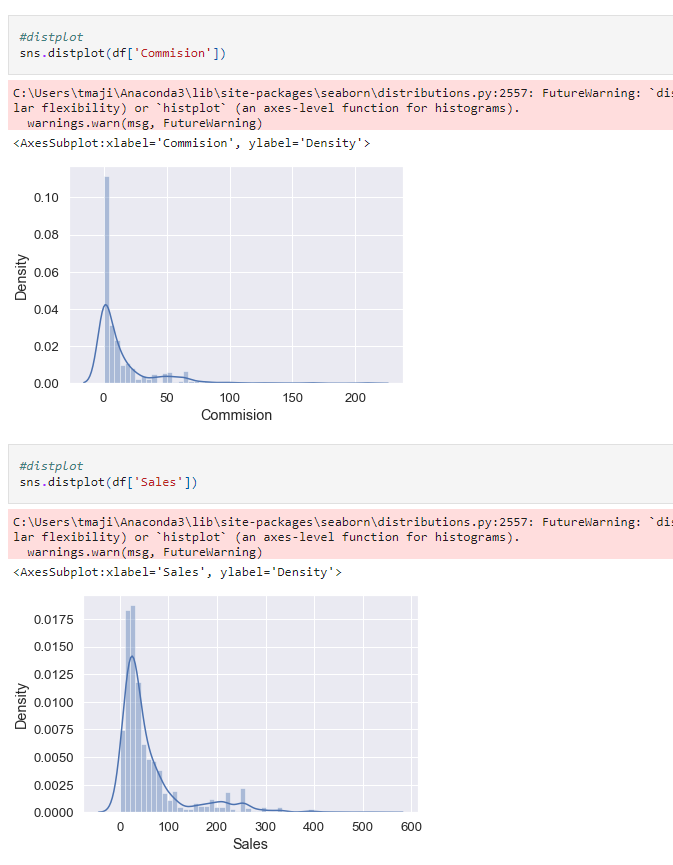 #distplot
sns.distplot(df['Commision'])
C:\Users\tmaji\Anaconda3\lib\site-packages\seaborn\distributions.py:2557: FutureWarning: `dis
lar flexibility) or `histplot` (an axes-level function for histograms).
warnings.warn(msg, FutureWarning)
<AxesSubplot:xlabel='Commision', ylabel='Density'>
0.10
0.08
0.06
0.04
0.02
0.00
Density
0 50 100 150 200
Commision
#distplot
sns.distplot(df['Sales'])
C:\Users\tmaji\Anaconda3\lib\site-packages\seaborn\distributions.py:2557: FutureWarning: `dis
lar flexibility) or `histplot` (an axes-level function for histograms).
warnings.warn(msg, FutureWarning)
<AxesSubplot:xlabel='Sales', ylabel='Density'>
0.0175
0.0150
0.0125
0.0100
0.0075
0.0050
0.0025
0.0000
Density
0 100 200 300 400 500 600
Sales